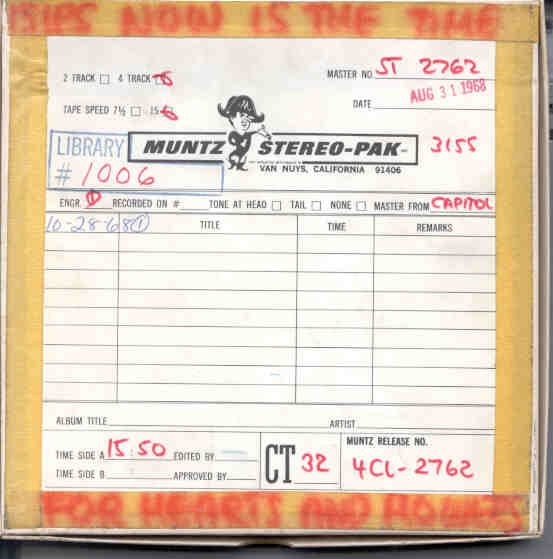 NOW IS THE TIME
2 TRACK 4 TRACK
MASTER NO. ST 2762
AUG 31 1968
DATE
TAPE SPEED 7½ 15
LIBRARY
# 1006
MUNTZ STEREO-PAK
3155
VAN NUYS, CALIFORNIA 91406
ENGR. RECORDED ON # TONE AT HEAD TAIL NONE MASTER FROM CAPITOL
10-28-68 1
TITLE TIME REMARKS
ALBUM TITLE ARTIST
TIME SIDE A 15:50 EDITED BY
TIME SIDE B APPROVED BY
CT 32
MUNTZ RELEASE NO.
4CL-2762
FOR HEARTS AND